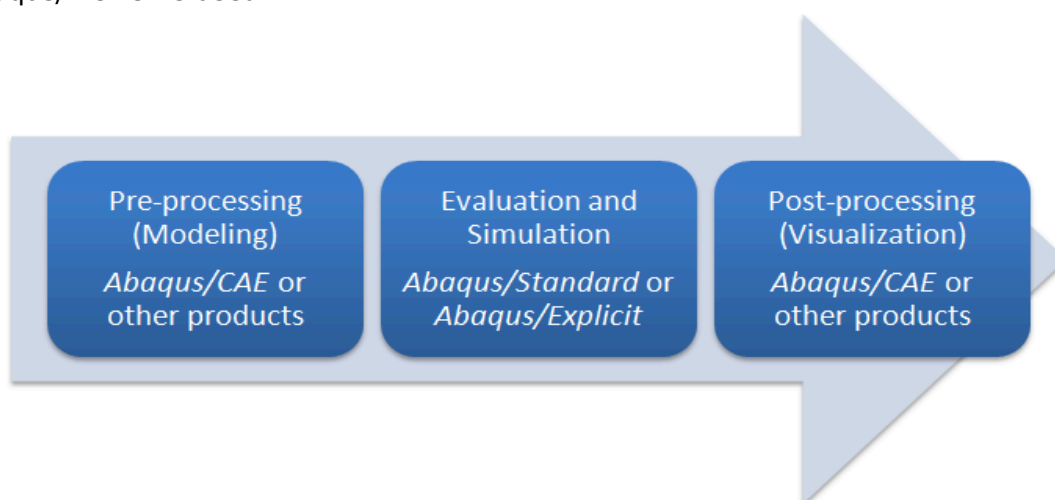 Pre-processing
(Modeling)
Abaqus/CAE or
other products
Evaluation and
Simulation
Abaqus/Standard or
Abaqus/Explicit
Post-processing
(Visualization)
Abaqus/CAE or
other products